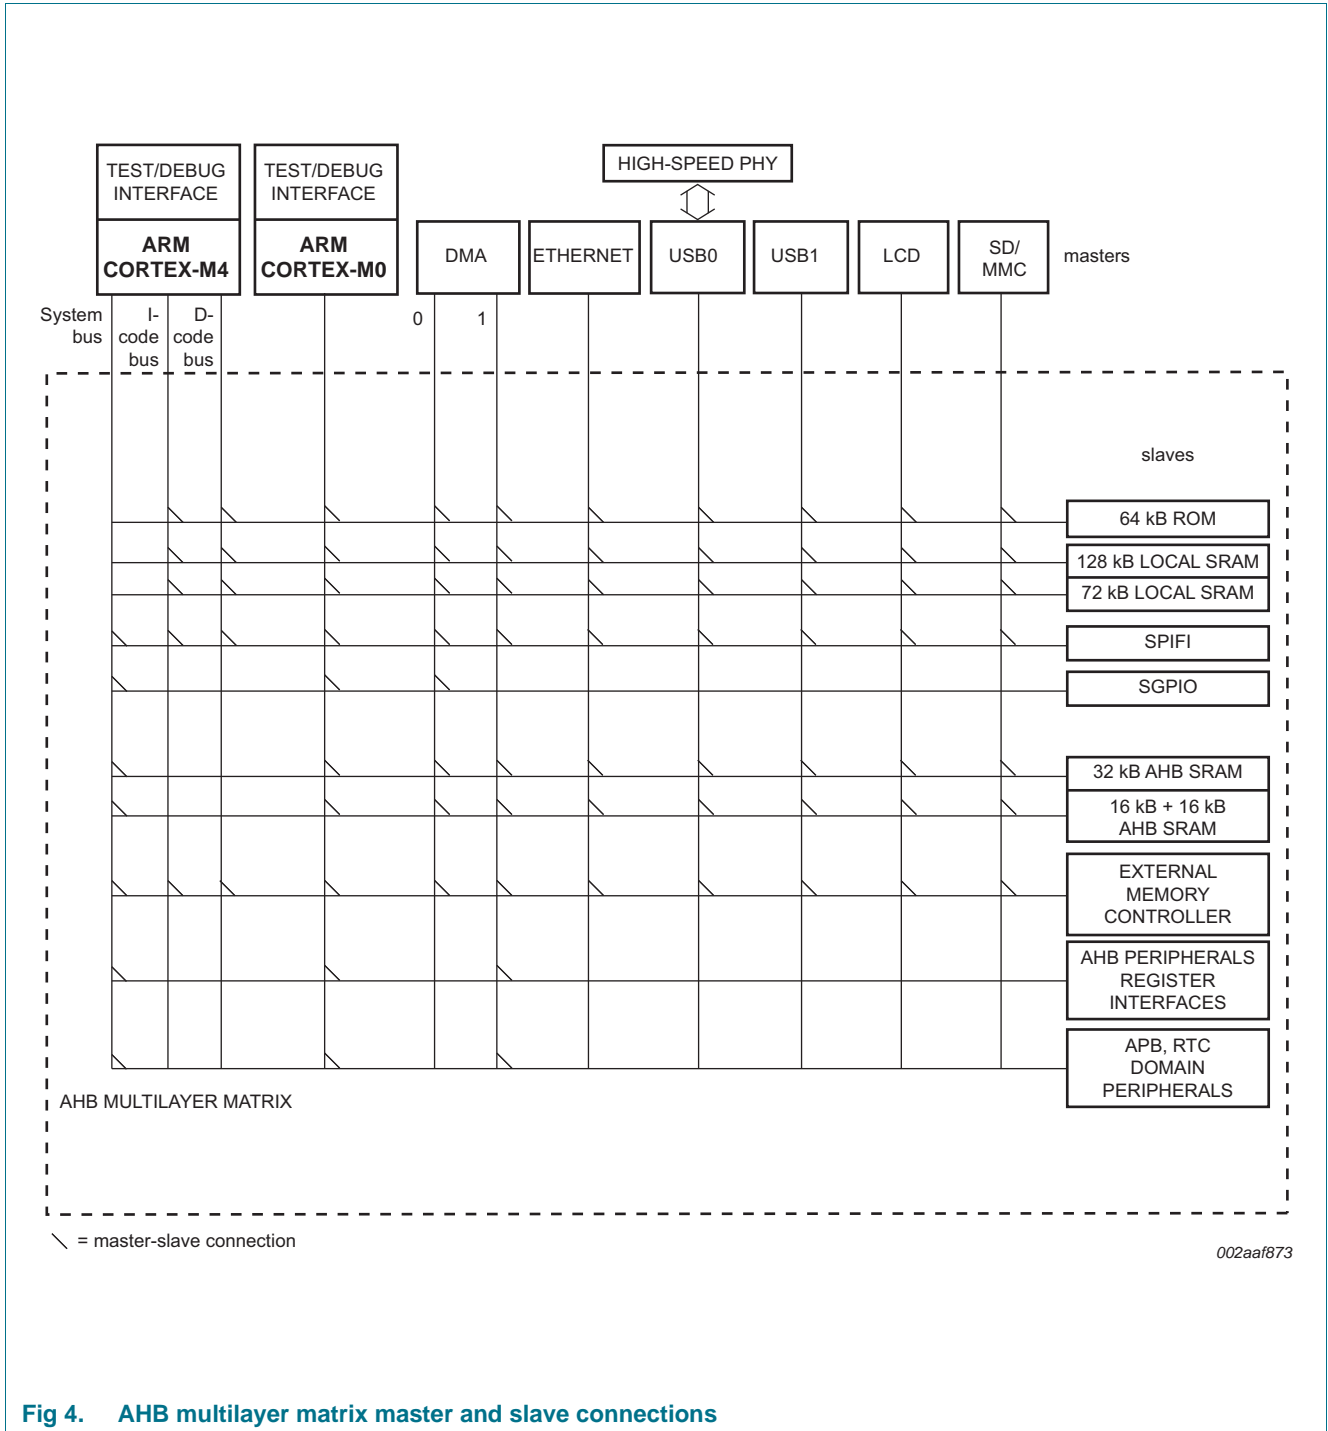 HIGH-SPEED PHY
TEST/DEBUG
INTERFACE
TEST/DEBUG
INTERFACE
ARM
CORTEX-M4
ARM
CORTEX-M0
DMA
ETHERNET
USB0
USB1
LCD
SD/
MMC
masters
System
bus
I-
code
bus
D-
code
bus
0
1
slaves
64 kB ROM
128 kB LOCAL SRAM
72 kB LOCAL SRAM
SPIFI
SGPIO
32 kB AHB SRAM
16 kB + 16 kB
AHB SRAM
EXTERNAL
MEMORY
CONTROLLER
AHB PERIPHERALS
REGISTER
INTERFACES
APB, RTC
DOMAIN
PERIPHERALS
AHB MULTILAYER MATRIX
= master-slave connection
002aaf873
Fig 4. AHB multilayer matrix master and slave connections